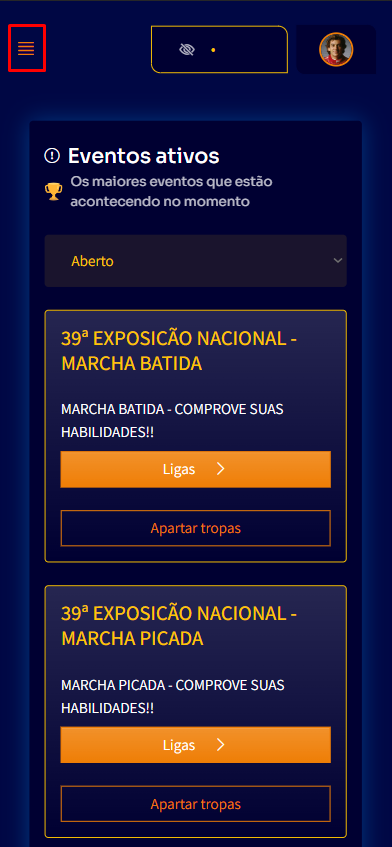 Eventos ativos
Os maiores eventos que estão
acontecendo no momento
Aberto
39ª EXPOSICÃO NACIONAL -
MARCHA BATIDA
MARCHA BATIDA - COMPROVE SUAS
HABILIDADES!!
Ligas
Apartar tropas
39ª EXPOSICÃO NACIONAL -
MARCHA PICADA
MARCHA PICADA - COMPROVE SUAS
HABILIDADES!!
Ligas
Apartar tropas